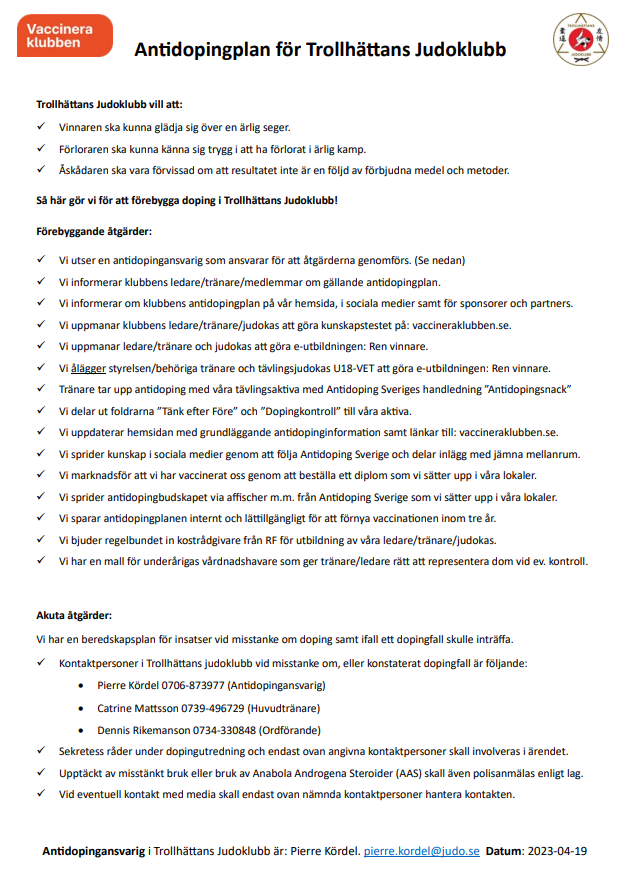 Vaccinera
klubben
Antidopingplan för Trollhättans Judoklubb
TROLLHÄTTANS
JUDOKLUBB
Trollhättans Judoklubb vill att:
✓ Vinnaren ska kunna glädja sig över en ärlig seger.
✓ Förloraren ska kunna känna sig trygg i att ha förlorat i ärlig kamp.
✓ Åskådaren ska vara förvissad om att resultatet inte är en följd av förbjudna medel och metoder.
Så här gör vi för att förebygga doping i Trollhättans Judoklubb!
Förebyggande åtgärder:
✓ Vi utser en antidopingansvarig som ansvarar för att åtgärderna genomförs. (Se nedan)
✓ Vi informerar klubbens ledare/tränare/medlemmar om gällande antidopingplan.
✓ Vi informerar om klubbens antidopingplan på vår hemsida, i sociala medier samt för sponsorer och partners.
✓ Vi uppmanar klubbens ledare/tränare/judokas att göra kunskapstestet på: vaccineraklubben.se.
✓ Vi uppmanar ledare/tränare och judokas att göra e-utbildningen: Ren vinnare.
✓ Vi ålägger styrelsen/behöriga tränare och tävlingsjudokas U18-VET att göra e-utbildningen: Ren vinnare.
✓ Tränare tar upp antidoping med våra tävlingsaktiva med Antidoping Sveriges handledning ”Antidopingsnack”
✓ Vi delar ut foldrarna ”Tänk efter Före” och ”Dopingkontroll” till våra aktiva.
✓ Vi uppdaterar hemsidan med grundläggande antidopinginformation samt länkar till: vaccineraklubben.se.
✓ Vi sprider kunskap i sociala medier genom att följa Antidoping Sverige och delar inlägg med jämna mellanrum.
✓ Vi marknadsför att vi har vaccinerat oss genom att beställa ett diplom som vi sätter upp i våra lokaler.
✓ Vi sprider antidopingbudskapet via affischer m.m. från Antidoping Sverige som vi sätter upp i våra lokaler.
✓ Vi sparar antidopingplanen internt och lättillgängligt för att förnya vaccinationen inom tre år.
✓ Vi bjuder regelbundet in kostrådgivare från RF för utbildning av våra ledare/tränare/judokas.
✓ Vi har en mall för underårigas vårdnadshavare som ger tränare/ledare rätt att representera dom vid ev. kontroll.
Akuta åtgärder:
Vi har en beredskapsplan för insatser vid misstanke om doping samt ifall ett dopingfall skulle inträffa.
✓ Kontaktpersoner i Trollhättans judoklubb vid misstanke om, eller konstaterat dopingfall är följande:
• Pierre Kördel 0706-873977 (Antidopingansvarig)
• Catrine Mattsson 0739-496729 (Huvudtränare)
• Dennis Rikemanson 0734-330848 (Ordförande)
✓ Sekretess råder under dopingutredning och endast ovan angivna kontaktpersoner skall involveras i ärendet.
✓ Upptäckt av misstänkt bruk eller bruk av Anabola Androgena Steroider (AAS) skall även polisanmälas enligt lag.
✓ Vid eventuell kontakt med media skall endast ovan nämnda kontaktpersoner hantera kontakten.
Antidopingansvarig i Trollhättans Judoklubb är: Pierre Kördel. pierre.kordel@judo.se Datum: 2023-04-19